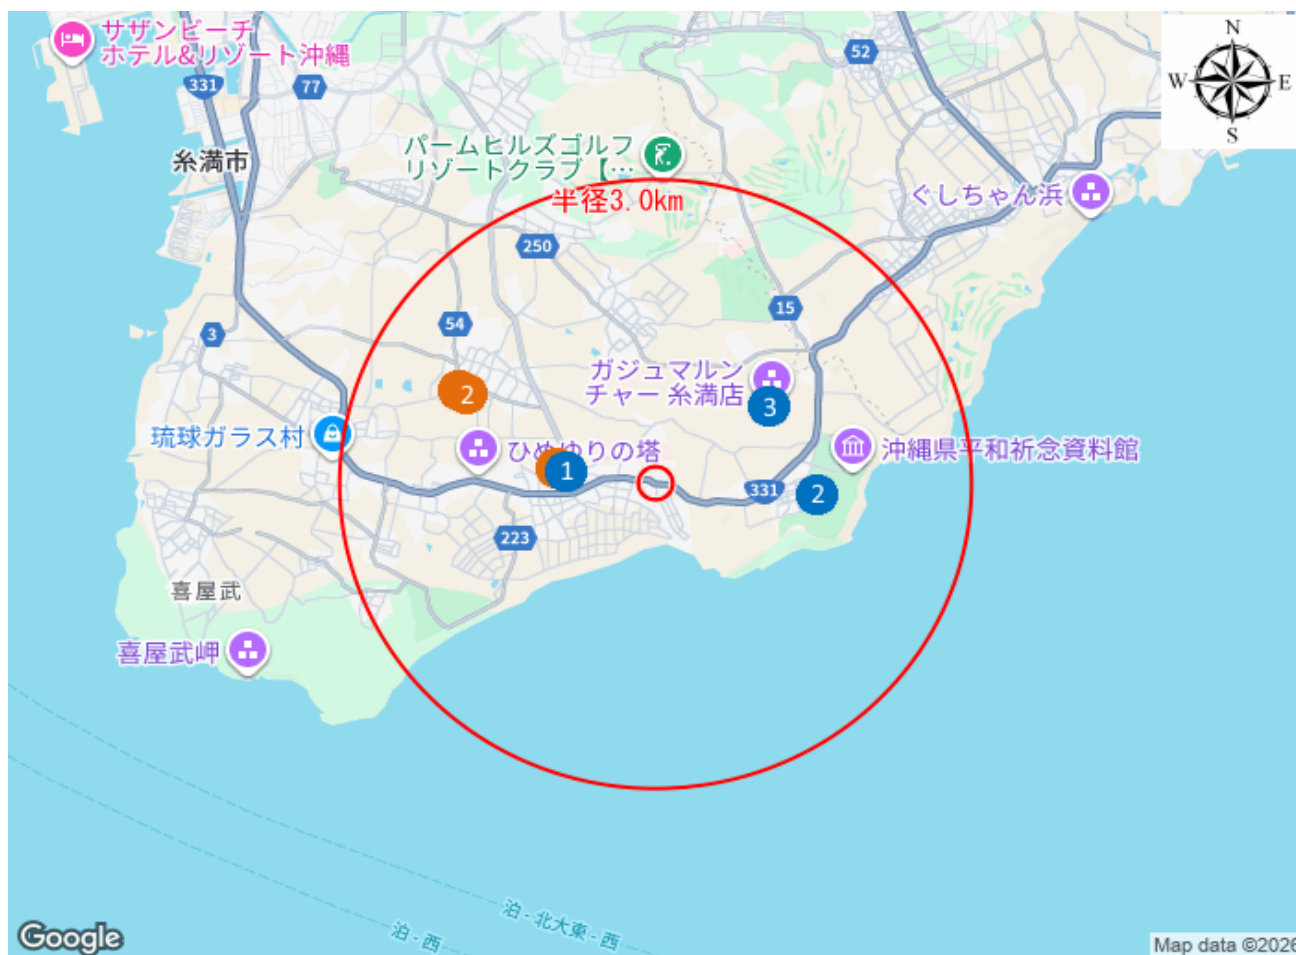 サザンビーチ
ホテル&リゾート沖縄
N
W
E
S
52
331
77
糸満市
パームヒルズゴルフ
リゾートクラブ【…
ぐしちゃん浜
半径3.0km
250
15
54
3
ガジュマルン
チャー 糸満店
2
3
琉球ガラス村
ひめゆりの塔
沖縄県平和祈念資料館
1
331
2
223
喜屋武
喜屋武岬
泊-北大東-西
泊-西
Google
Map data ©2026